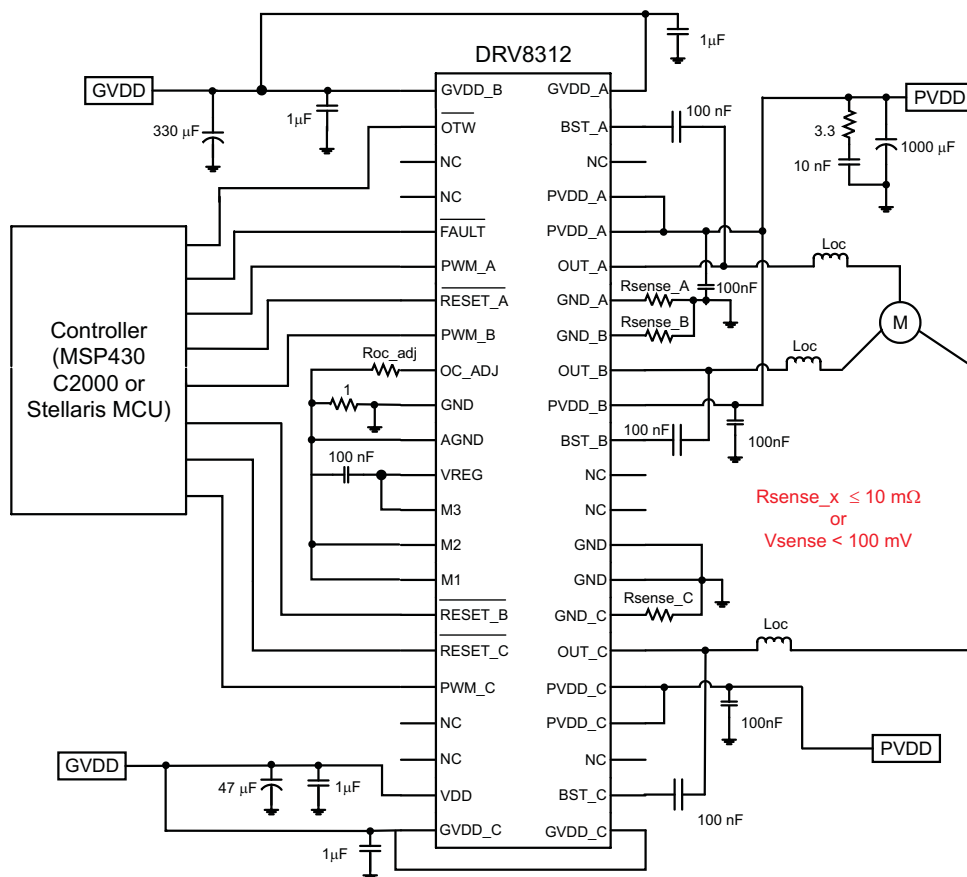 DRV8312
1µF
GVDD
330 µF
1µF
GVDD_B
OTW
NC
NC
FAULT
PWM_A
RESET_A
PWM_B
OC_ADJ
GND
AGND
VREG
M3
M2
M1
RESET_B
RESET_C
PWM_C
NC
NC
VDD
GVDD_C
GVDD_A
BST_A
NC
PVDD_A
PVDD_A
OUT_A
GND_A
GND_B
OUT_B
PVDD_B
BST_B
NC
NC
GND
GND
GND_C
OUT_C
PVDD_C
PVDD_C
NC
BST_C
GVDD_C
Controller
(MSP430
C2000 or
Stellaris MCU)
Roc_adj
1
100 nF
GVDD
47 µF
1µF
1µF
100 nF
PVDD
3.3
10 nF
1000 µF
Loc
100nF
Rsense_A
Rsense_B
M
Loc
100 nF
100nF
Rsense_x ≤ 10 mΩ
or
Vsense < 100 mV
Rsense_C
Loc
100nF
PVDD
100 nF